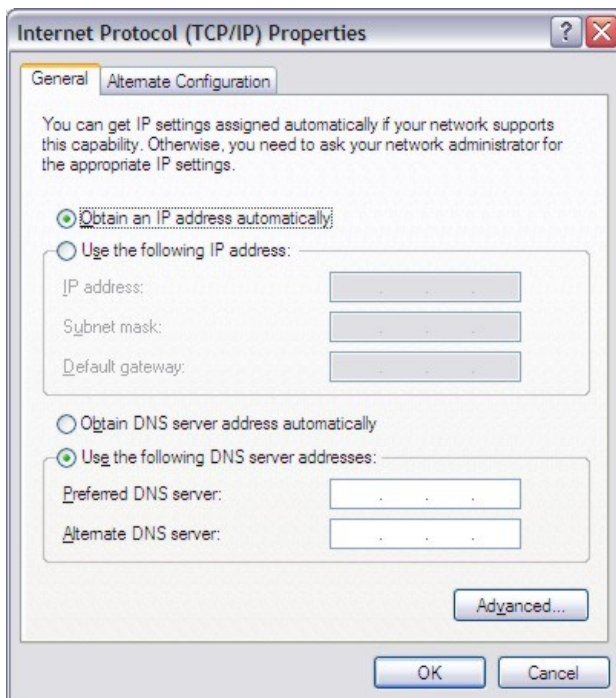 Internet Protocol (TCP/IP) Properties
General
Alternate Configuration
You can get IP settings assigned automatically if your network supports
this capability. Otherwise, you need to ask your network administrator for
the appropriate IP settings.
Obtain an IP address automatically
Use the following IP address:
IP address:
Subnet mask:
Default gateway:
Obtain DNS server address automatically
Use the following DNS server addresses:
Preferred DNS server:
Alternate DNS server:
Advanced...
OK
Cancel